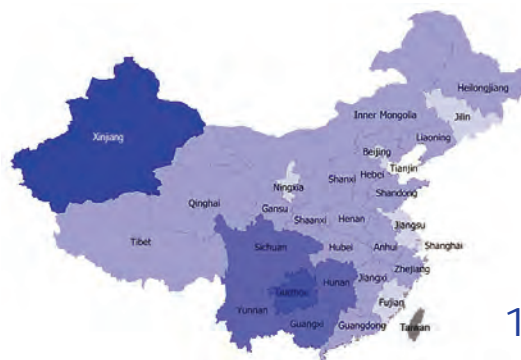 Heilongjiang
Jilin
Inner Mongolia
Liaoning
Xinjiang
Beijing
Tianjin
Hebei
Shanxi
Ningxia
Shandong
Qinghai
Gansu
Shaanxi
Henan
Jiangsu
Tibet
Sichuan
Hubei
Anhui
Shanghai
Zhejiang
Jiangxi
Hunan
Guizhou
Fujian
Yunnan
Guangxi
Guangdong
Taiwan
1